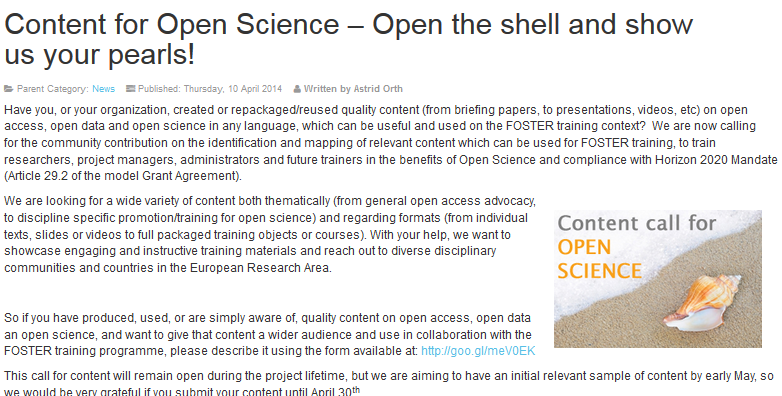 Content for Open Science – Open the shell and show
us your pearls!
Parent Category: News Published: Thursday, 10 April 2014 Written by Astrid Orth
Have you, or your organization, created or repackaged/reused quality content (from briefing papers, to presentations, videos, etc) on open
access, open data and open science in any language, which can be useful and used on the FOSTER training context? We are now calling
for the community contribution on the identification and mapping of relevant content which can be used for FOSTER training, to train
researchers, project managers, administrators and future trainers in the benefits of Open Science and compliance with Horizon 2020 Mandate
(Article 29.2 of the model Grant Agreement).
We are looking for a wide variety of content both thematically (from general open access advocacy,
to discipline specific promotion/training for open science) and regarding formats (from individual
texts, slides or videos to full packaged training objects or courses). With your help, we want to
showcase engaging and instructive training materials and reach out to diverse disciplinary
communities and countries in the European Research Area.
Content call for
OPEN
SCIENCE
So if you have produced, used, or are simply aware of, quality content on open access, open data
an open science, and want to give that content a wider audience and use in collaboration with the
FOSTER training programme, please describe it using the form available at: http://goo.gl/meV0EK
This call for content will remain open during the project lifetime, but we are aiming to have an initial relevant sample of content by early May, so
we would be very grateful if you submit your content until April 30th